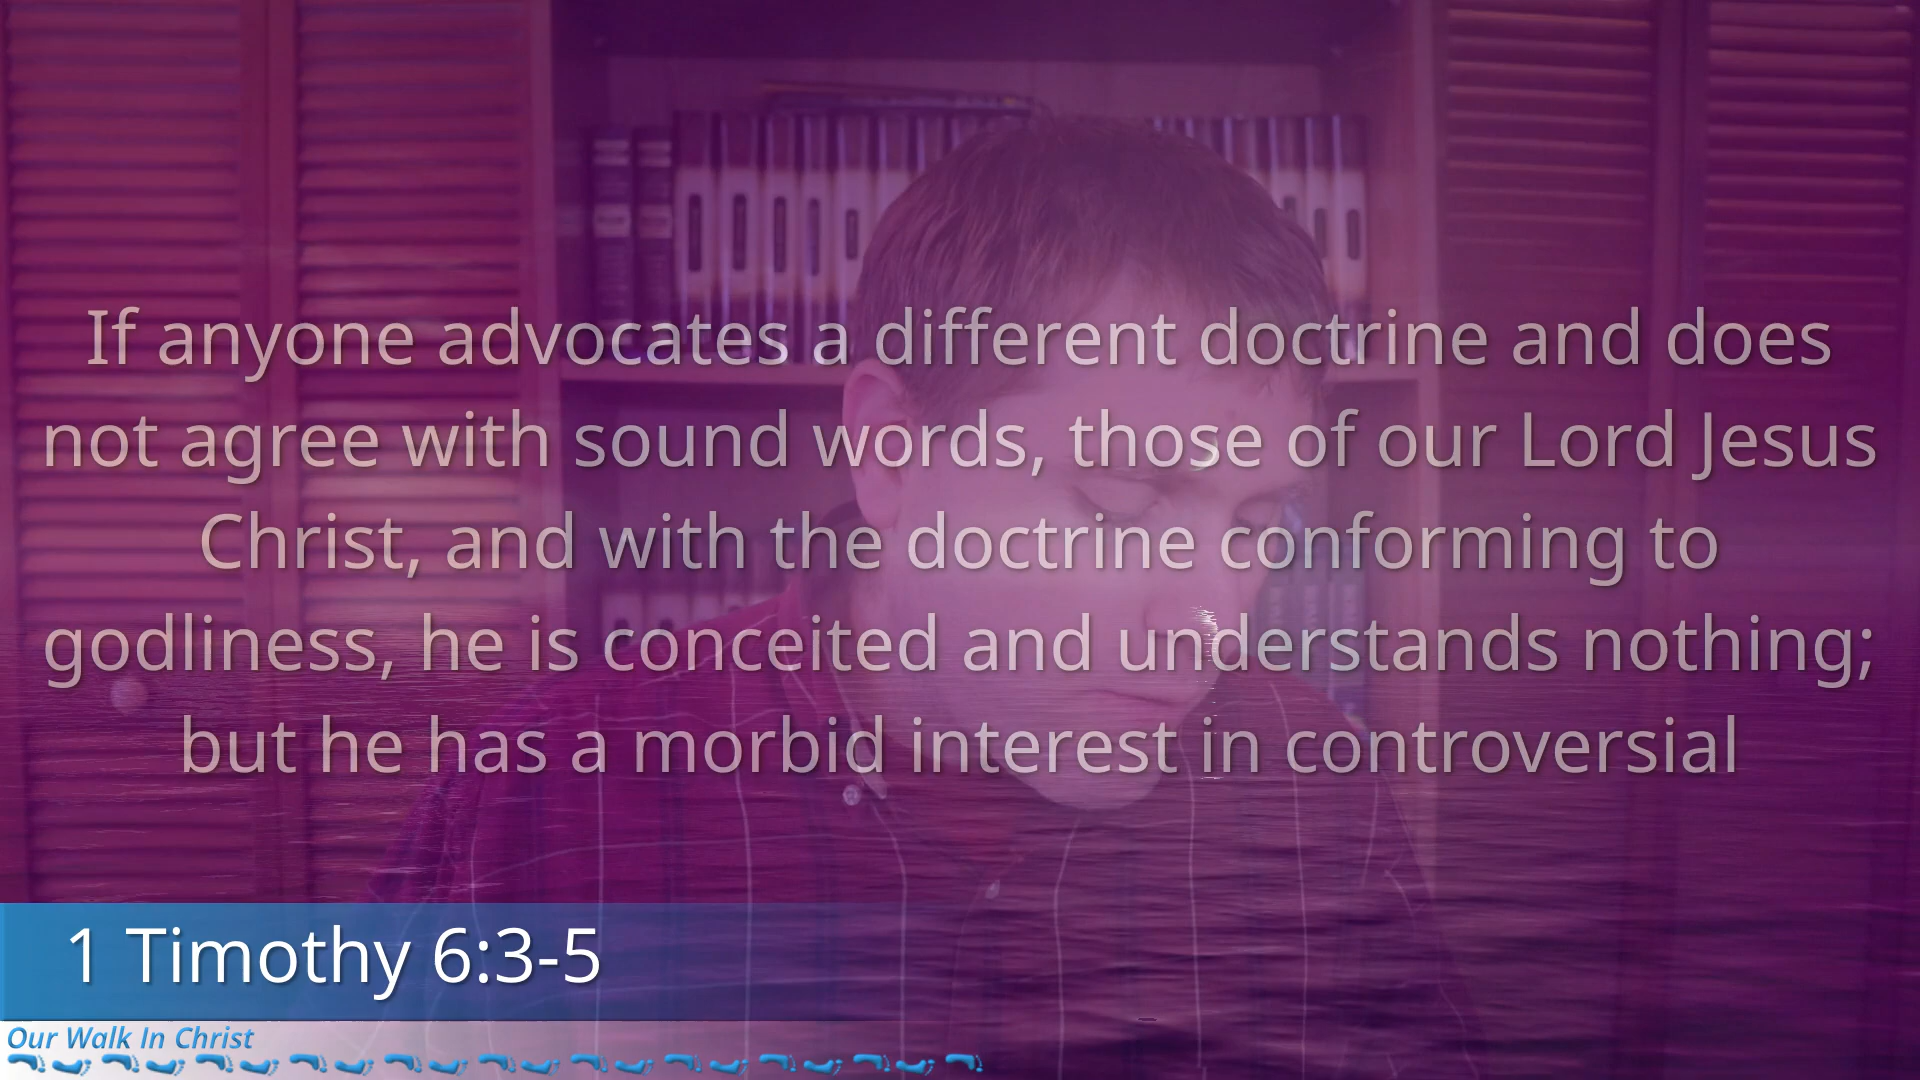 If anyone advocates a different doctrine and does
not agree with sound words, those of our Lord Jesus
Christ, and with the doctrine conforming to
godliness, he is conceited and understands nothing;
but he has a morbid interest in controversial
1 Timothy 6:3-5
Our Walk In Christ